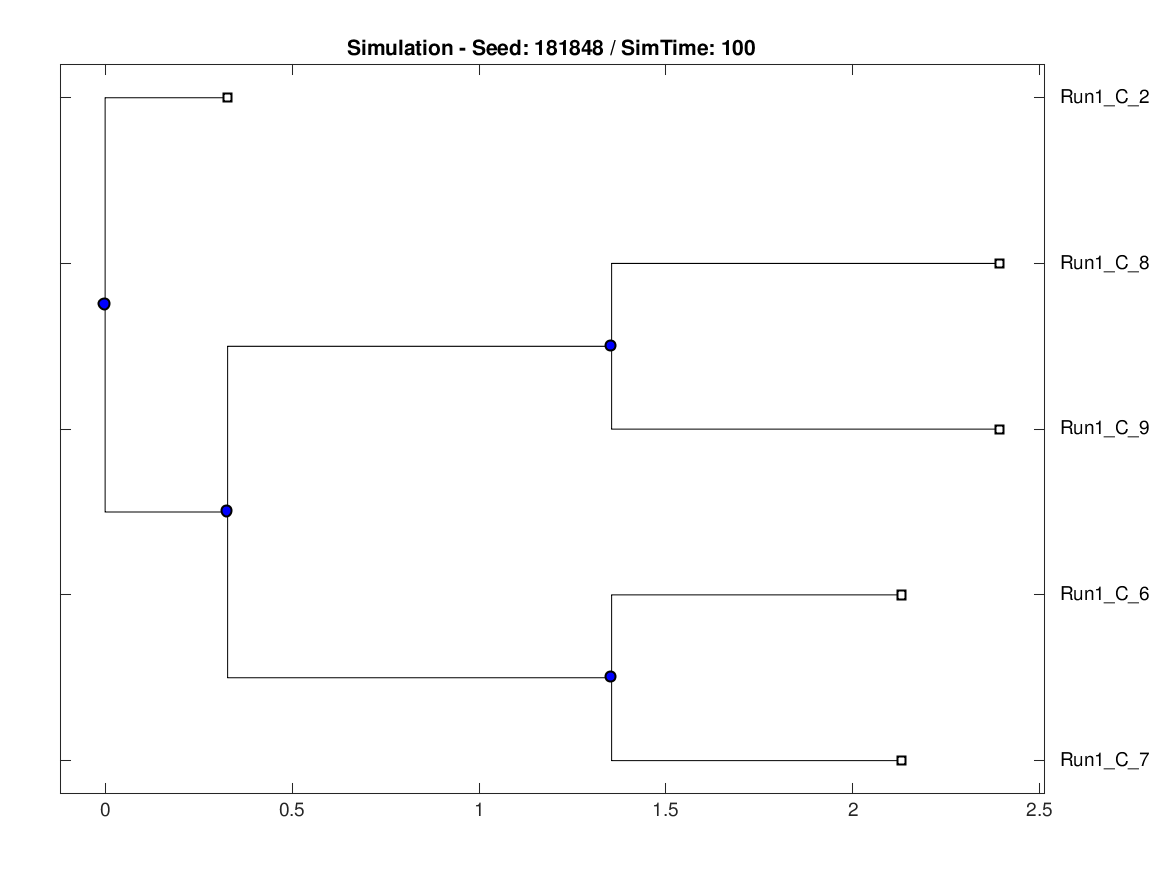 Simulation - Seed: 181848 / SimTime: 100
Run1_C_2
Run1_C_8
Run1_C_9
Run1_C_6
Run1_C_7
0 0.5 1 1.5 2 2.5